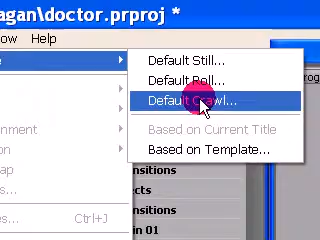 agan\doctor.prproj *
ow Help
Default Still...
Default Roll...
Default Crawl...
Based on Current Title
Based on Template...
nment
on
ap
s...
es... Ctrl+J
nsitions
ects
nsitions
in 01
rog